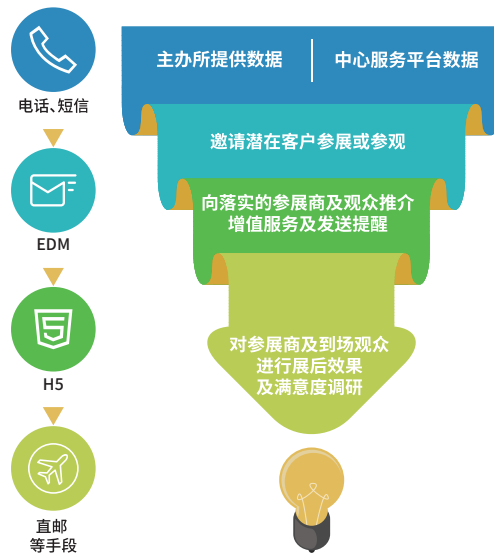 电话、短信
EDM
H5
直邮
等手段
主办所提供数据
中心服务平台数据
邀请潜在客户参展或参观
向落实的参展商及观众推介
增值服务及发送提醒
对参展商及到场观众
进行展后效果
及满意度调研